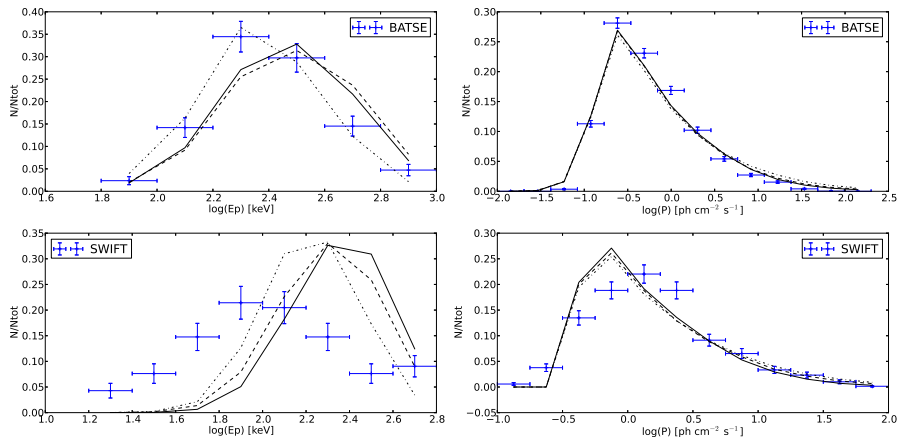 0.40
0.35
0.30
0.25
0.20
0.15
0.10
0.05
0.00
N/Ntot
BATSE
1.6 1.8 2.0 2.2 2.4 2.6 2.8 3.0
log(Ep) [keV]
0.30
0.25
0.20
0.15
0.10
0.05
0.00
N/Ntot
BATSE
−2.0 −1.5 −1.0 −0.5 0.0 0.5 1.0 1.5 2.0 2.5
log(P) [ph cm⁻² s⁻¹]
0.35
0.30
0.25
0.20
0.15
0.10
0.05
0.00
N/Ntot
SWIFT
1.0 1.2 1.4 1.6 1.8 2.0 2.2 2.4 2.6 2.8
log(Ep) [keV]
0.30
0.25
0.20
0.15
0.10
0.05
0.00
−0.05
N/Ntot
SWIFT
−1.0 −0.5 0.0 0.5 1.0 1.5 2.0
log(P) [ph cm⁻² s⁻¹]